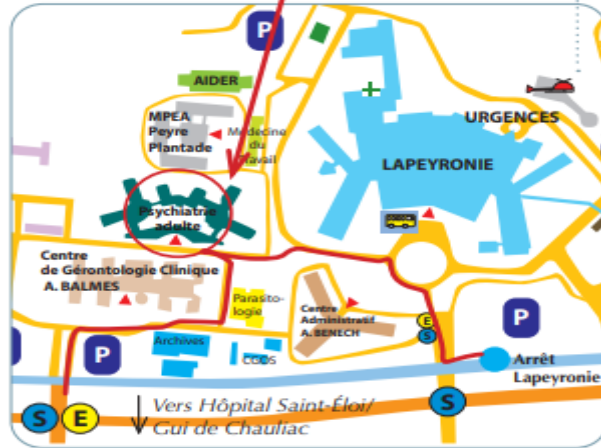 P
AIDER
MPEA
Peyre
Plantade
Médecine
du
Travail
URGENCES
LAPEYRONIE
Psychiatrie
adulte
Centre
de Gérontologie Clinique
A. BALMES
Parasito-
logie
Centre
Administratif
A. BENECH
E
S
P
Archives
CGOS
P
Arrêt
Lapeyronie
S
E
Vers Hôpital Saint-Éloi/
Gui de Chauliac
S